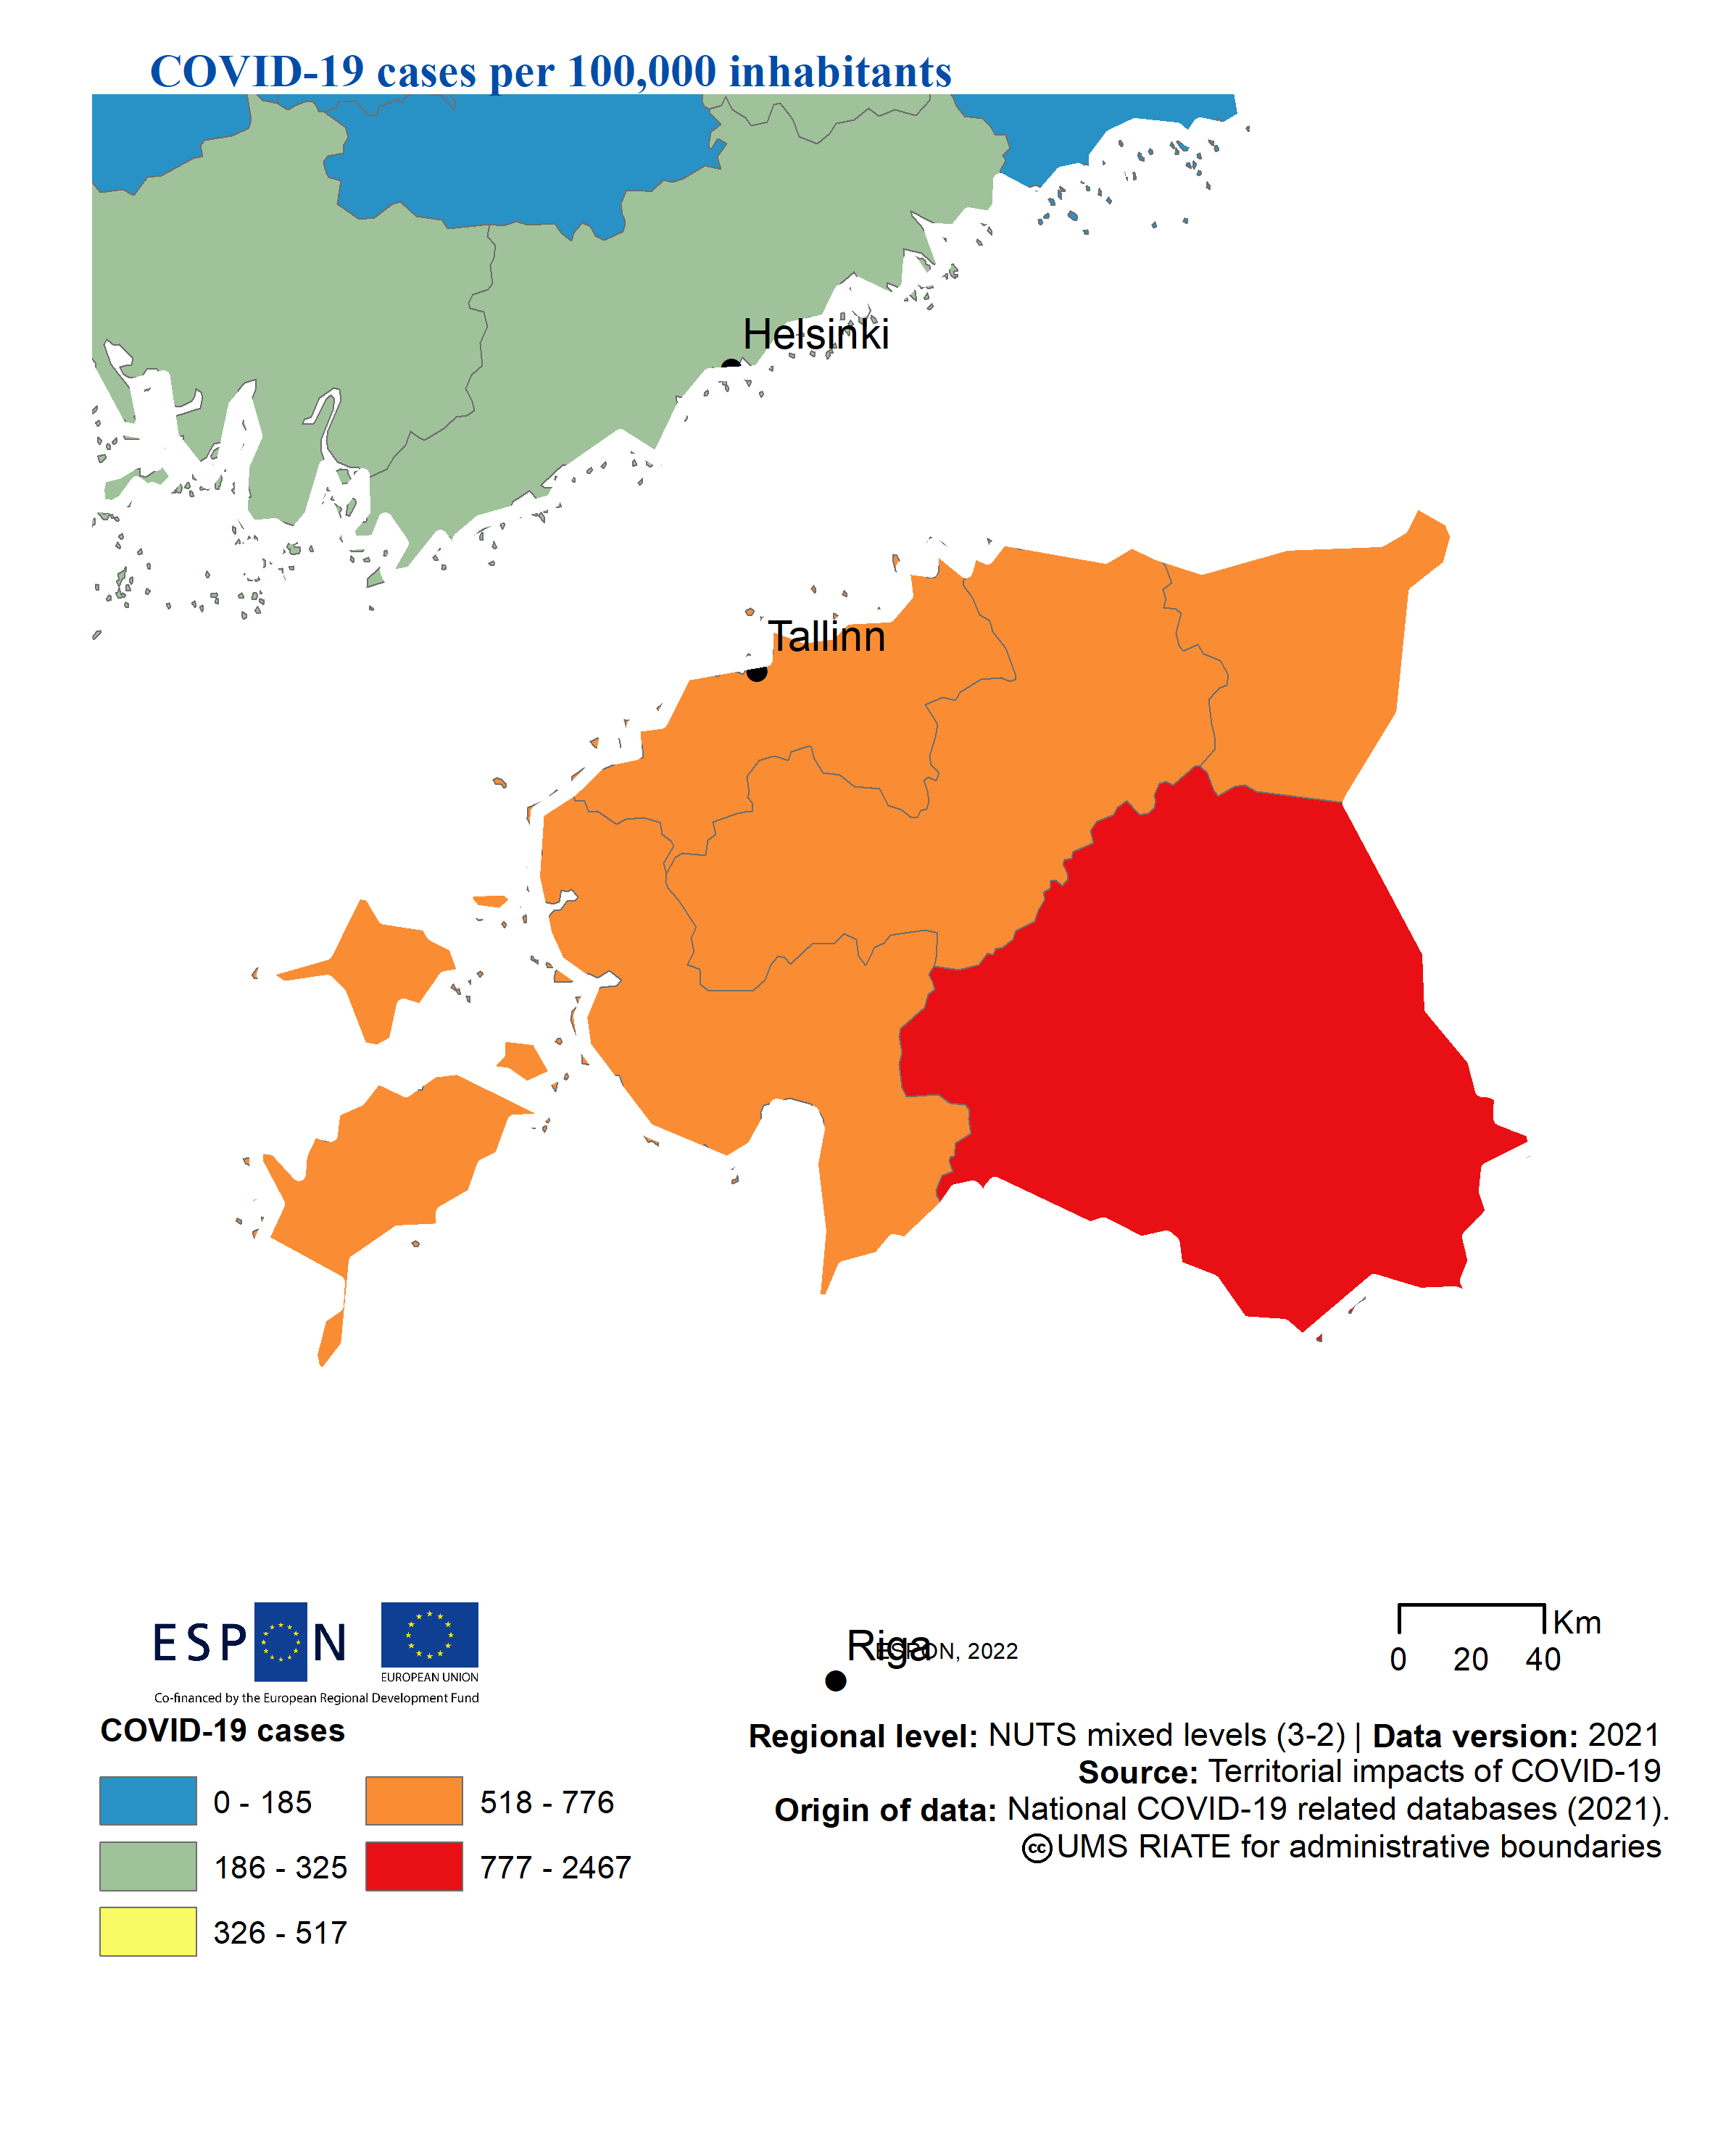 COVID-19 cases per 100,000 inhabitants
Helsinki
Tallinn
ESPON
EUROPEAN UNION
Co-financed by the European Regional Development Fund
Riga
ESPON, 2022
Km
0 20 40
COVID-19 cases
0 - 185
186 - 325
326 - 517
518 - 776
777 - 2467
Regional level: NUTS mixed levels (3-2) | Data version: 2021
Source: Territorial impacts of COVID-19
Origin of data: National COVID-19 related databases (2021).
cc UMS RIATE for administrative boundaries